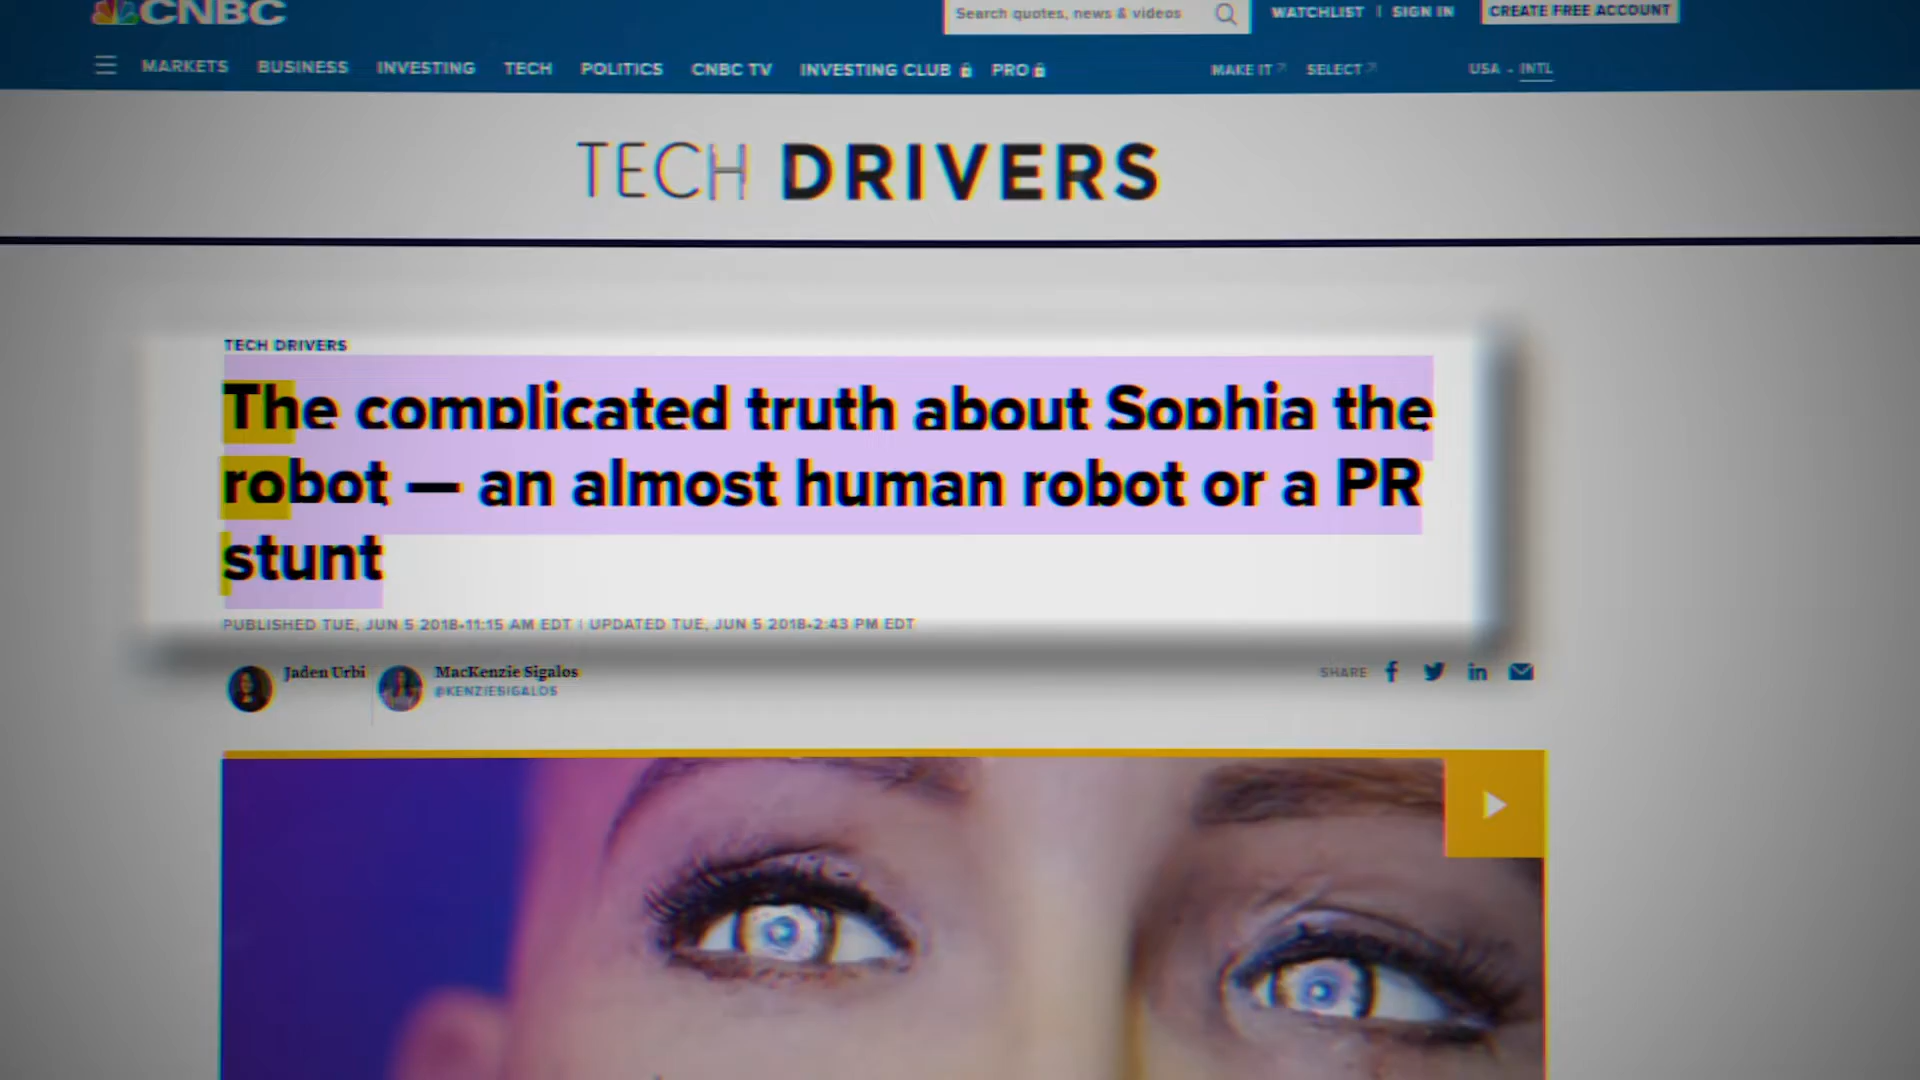 CNBC
Search quotes, news & videos
WATCHLIST | SIGN IN
CREATE FREE ACCOUNT
MARKETS BUSINESS INVESTING TECH POLITICS CNBC TV INVESTING CLUB PRO MAKE IT SELECT USA - INTL
TECH DRIVERS
TECH DRIVERS
The complicated truth about Sophia the
robot — an almost human robot or a PR
stunt
PUBLISHED TUE, JUN 5 2018•11:15 AM EDT | UPDATED TUE, JUN 5 2018•2:43 PM EDT
Jaden Urbi
MacKenzie Sigalos
@KENZIESIGALOS
SHARE